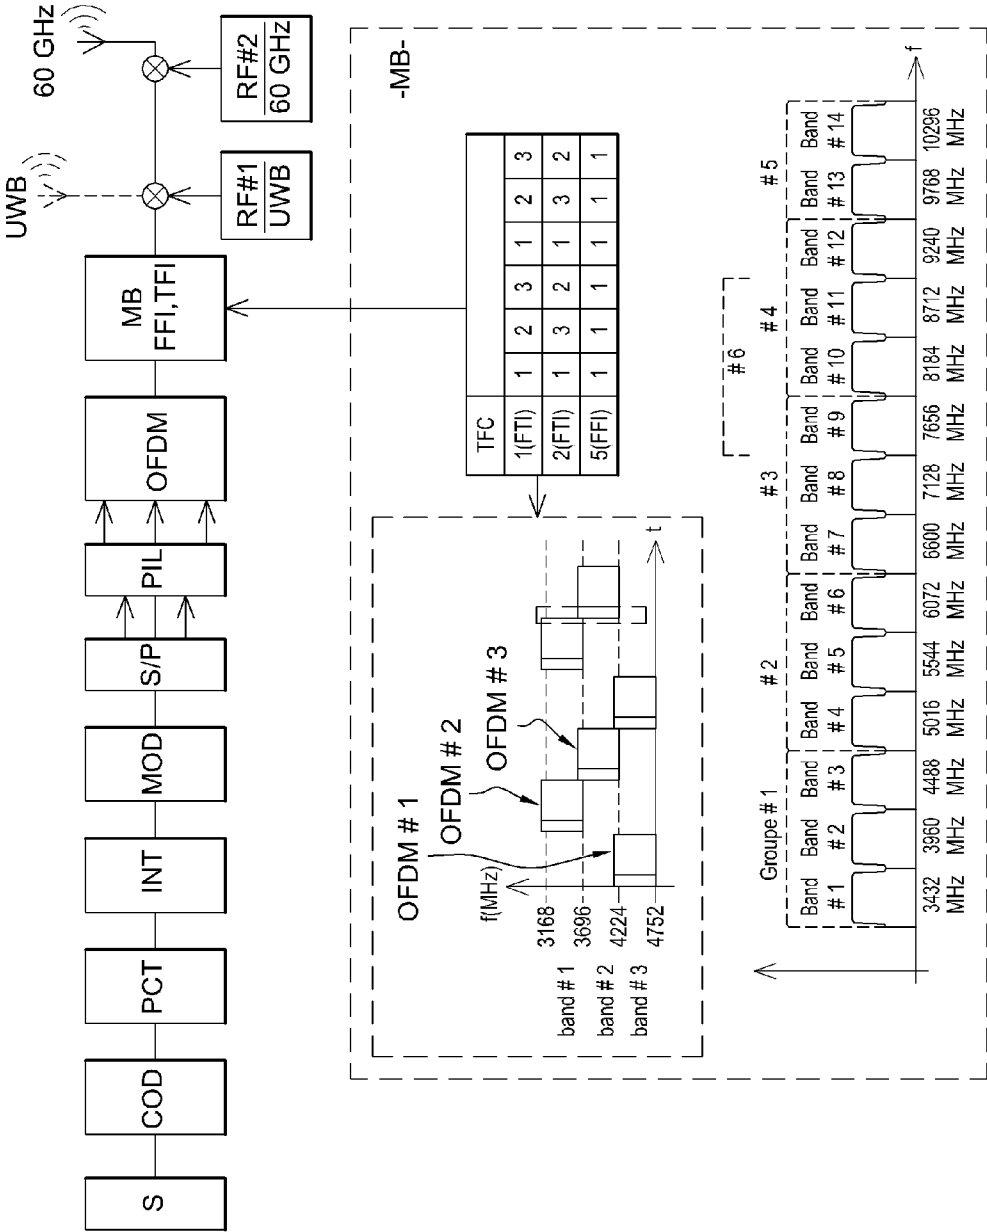 S
COD
PCT
INT
MOD
S/P
PIL
OFDM
MB
FFI,TFI
UWB
60 GHz
RF#1
UWB
RF#2
60 GHz
-MB-
TFC
1(FTI) 1 2 3 1 2 3
2(FTI) 1 3 2 1 3 2
5(FFI) 1 1 1 1 1 1
OFDM # 1
OFDM # 2
OFDM # 3
f(MHz)
3168
3696
4224
4752
band # 1
band # 2
band # 3
t
Groupe # 1
# 2
# 3
# 4
# 5
# 6
Band # 1
Band # 2
Band # 3
Band # 4
Band # 5
Band # 6
Band # 7
Band # 8
Band # 9
Band # 10
Band # 11
Band # 12
Band # 13
Band # 14
f
3432 MHz
3960 MHz
4488 MHz
5016 MHz
5544 MHz
6072 MHz
6600 MHz
7128 MHz
7656 MHz
8184 MHz
8712 MHz
9240 MHz
9768 MHz
10296 MHz